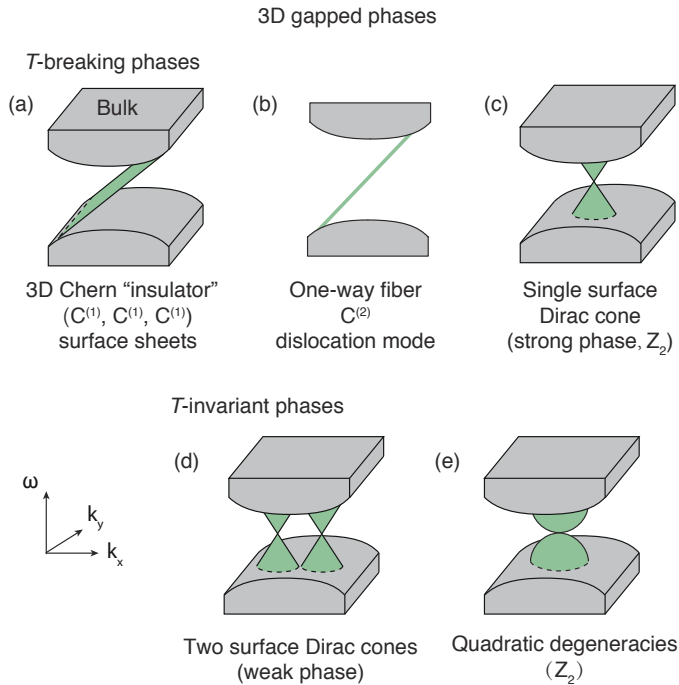 3D gapped phases
T-breaking phases
(a)
Bulk
(b)
(c)
3D Chern “insulator”
(C⁽¹⁾, C⁽¹⁾, C⁽¹⁾)
surface sheets
One-way fiber
C⁽²⁾
dislocation mode
Single surface
Dirac cone
(strong phase, Z₂)
T-invariant phases
(d)
(e)
ω
k_y
k_x
Two surface Dirac cones
(weak phase)
Quadratic degeneracies
(Z₂)